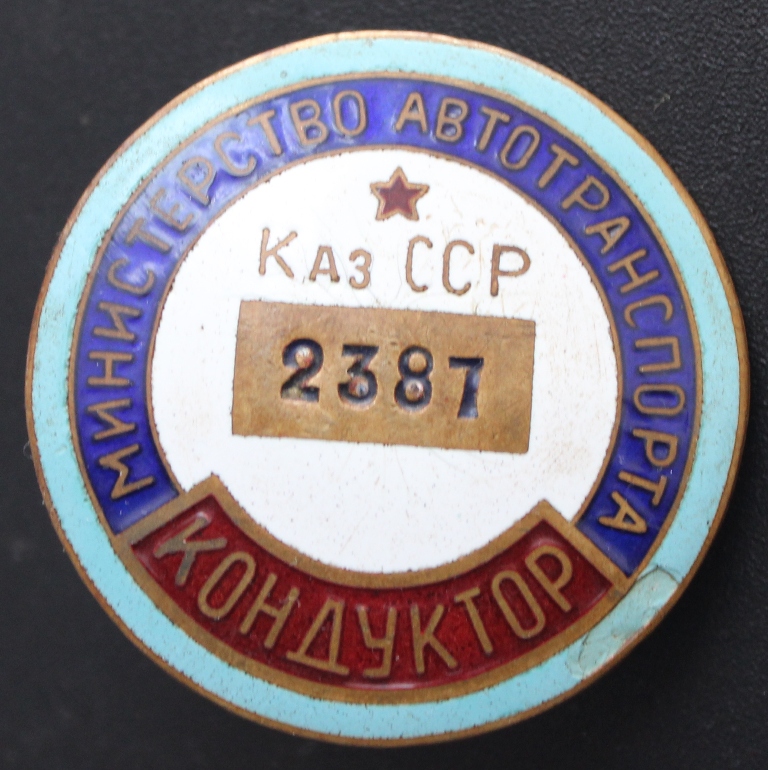 МИНИСТЕРСТВО АВТОТРАНСПОРТА
КАЗ ССР
2387
КОНДУКТОР